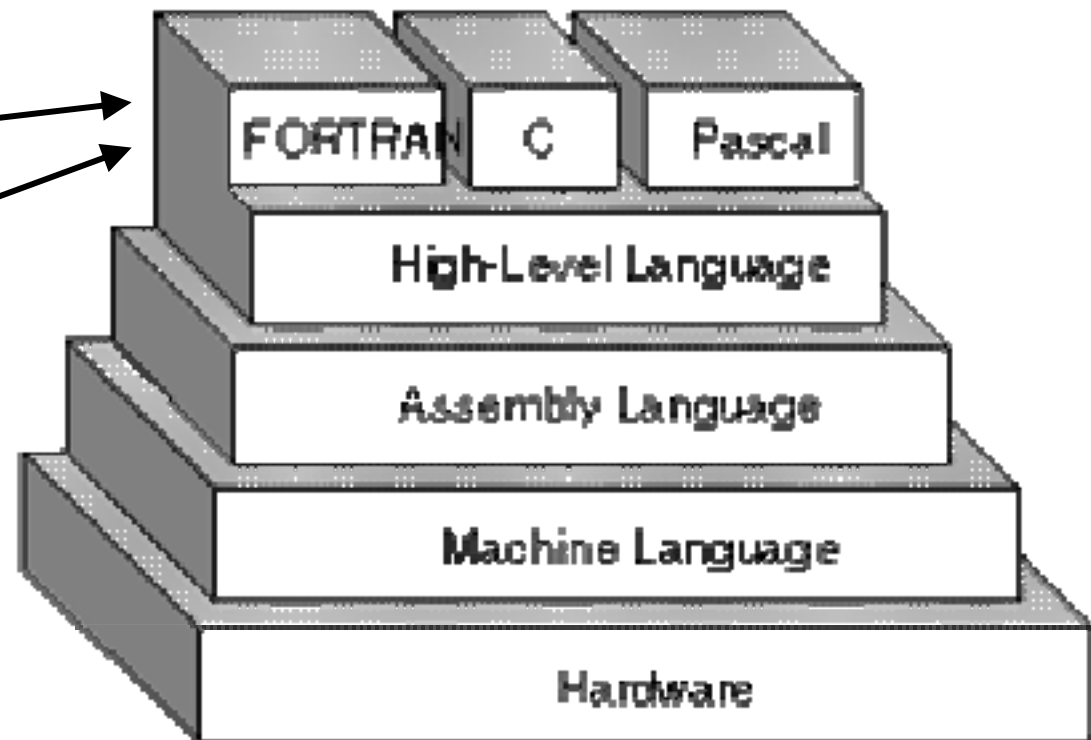 FORTRAN C Pascal
High-Level Language
Assembly Language
Machine Language
Hardware